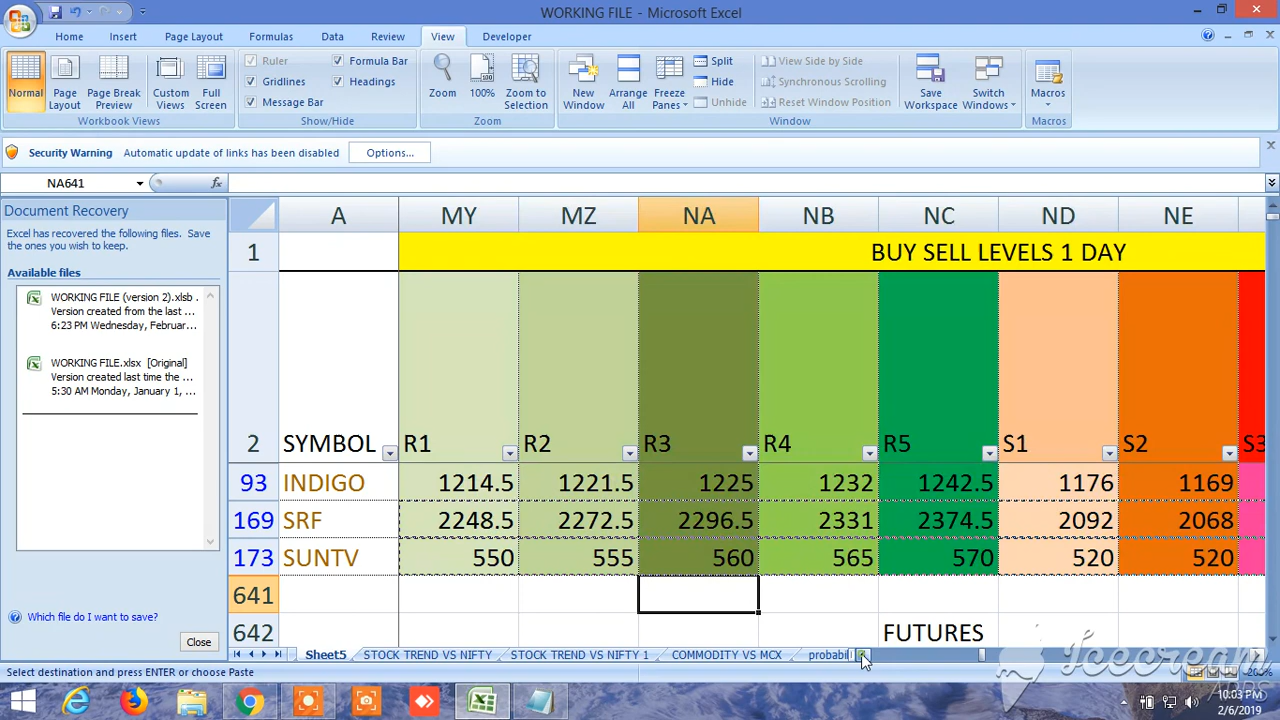 WORKING FILE - Microsoft Excel
Home Insert Page Layout Formulas Data Review View Developer
Normal
Page Layout
Page Break Preview
Custom Views
Full Screen
Workbook Views
Ruler
Gridlines
Message Bar
Formula Bar
Headings
Show/Hide
Zoom
100%
Zoom to Selection
Zoom
New Window
Arrange All
Freeze Panes
Split
Hide
Unhide
View Side by Side
Synchronous Scrolling
Reset Window Position
Window
Save Workspace
Switch Windows
Macros
Macros
Security Warning Automatic update of links has been disabled Options...
NA641
fx
Document Recovery
Excel has recovered the following files. Save
the ones you wish to keep.
Available files
WORKING FILE (version 2).xlsb .
Version created from the last ...
6:23 PM Wednesday, Februar...
WORKING FILE.xlsx [Original]
Version created last time the ...
5:30 AM Monday, January 1, ...
Which file do I want to save?
Close
A MY MZ NA NB NC ND NE
1 BUY SELL LEVELS 1 DAY
2 SYMBOL R1 R2 R3 R4 R5 S1 S2 S3
93 INDIGO 1214.5 1221.5 1225 1232 1242.5 1176 1169
169 SRF 2248.5 2272.5 2296.5 2331 2374.5 2092 2068
173 SUNTV 550 555 560 565 570 520 520
641
642 FUTURES
Sheet5 STOCK TREND VS NIFTY STOCK TREND VS NIFTY 1 COMMODITY VS MCX probabil
Select destination and press ENTER or choose Paste
200%
Icecream
APPS
10:03 PM
2/6/2019